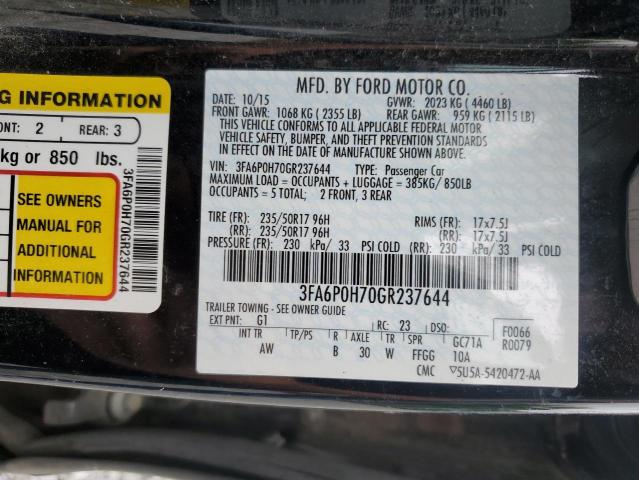 G INFORMATION
ONT: 2 REAR: 3
kg or 850 lbs.
SEE OWNERS
MANUAL FOR
ADDITIONAL
INFORMATION
3FA6P0H70GR237644
MFD. BY FORD MOTOR CO.
DATE: 10/15 GVWR: 2023 KG ( 4460 LB)
FRONT GAWR: 1068 KG ( 2355 LB) REAR GAWR: 959 KG ( 2115 LB)
THIS VEHICLE CONFORMS TO ALL APPLICABLE FEDERAL MOTOR
VEHICLE SAFETY, BUMPER, AND THEFT PREVENTION STANDARDS
IN EFFECT ON THE DATE OF MANUFACTURE SHOWN ABOVE.
VIN: 3FA6P0H70GR237644 TYPE: Passenger Car
MAXIMUM LOAD = OCCUPANTS + LUGGAGE = 385KG/ 850LB
OCCUPANTS = 5 TOTAL; 2 FRONT, 3 REAR
TIRE (FR): 235/50R17 96H RIMS (FR): 17x7.5J
(RR): 235/50R17 96H (RR): 17x7.5J
PRESSURE (FR): 230 kPa/ 33 PSI COLD (RR): 230 kPa/ 33 PSI COLD
3FA6P0H70GR237644
TRAILER TOWING - SEE OWNER GUIDE
EXT PNT: G1 RC: 23 DSO: F0066
INT TR TP/PS R AXLE TR SPR GC71A R0079
AW B 30 W FFGG 10A
CMC 5U5A-5420472-AA